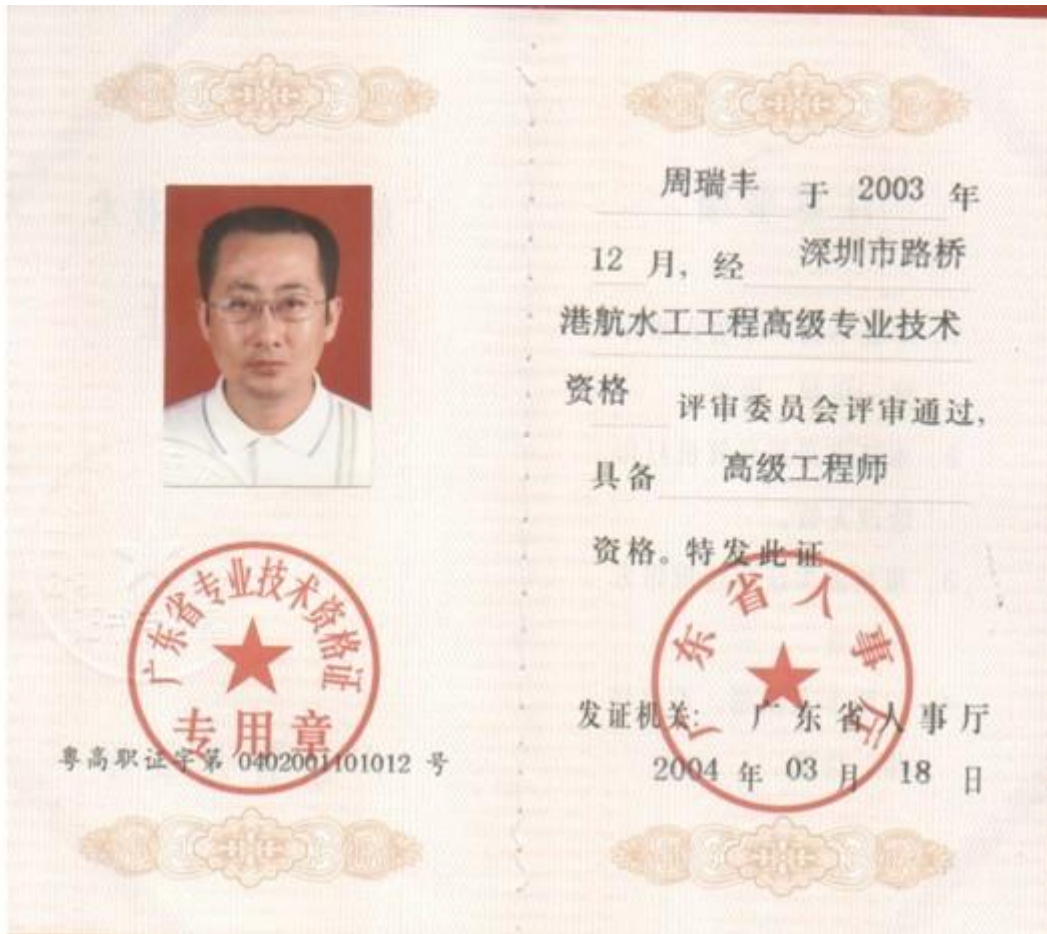 广东省专业技术资格证
专用章
粤高职证字第 0402001101012 号
周瑞丰 于 2003 年
12 月, 经 深圳市路桥
港航水工工程高级专业技术
资格 评审委员会评审通过,
具备 高级工程师
资格。特发此证
广东省人事厅
发证机关: 广东省人事厅
2004 年 03 月 18 日